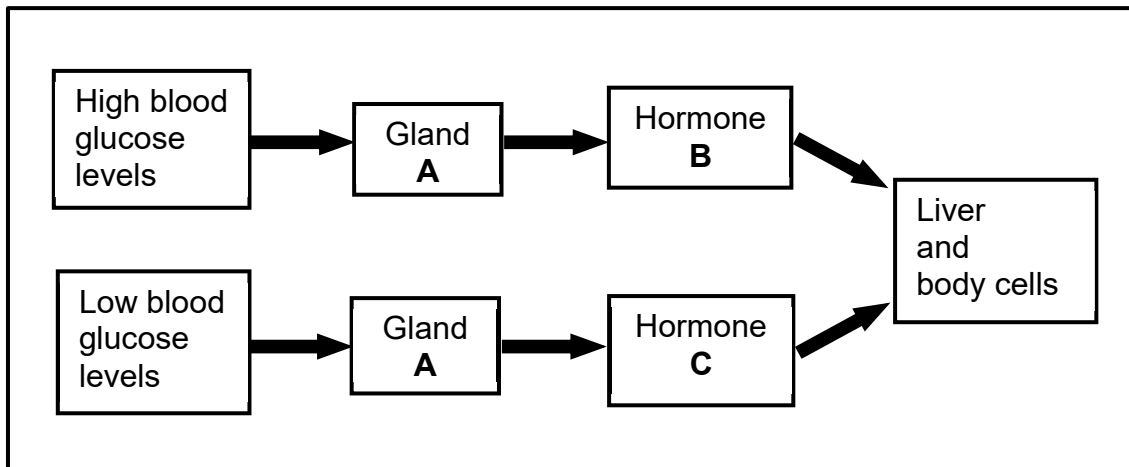 High blood
glucose
levels
Gland
A
Hormone
B
Liver
and
body cells
Low blood
glucose
levels
Gland
A
Hormone
C